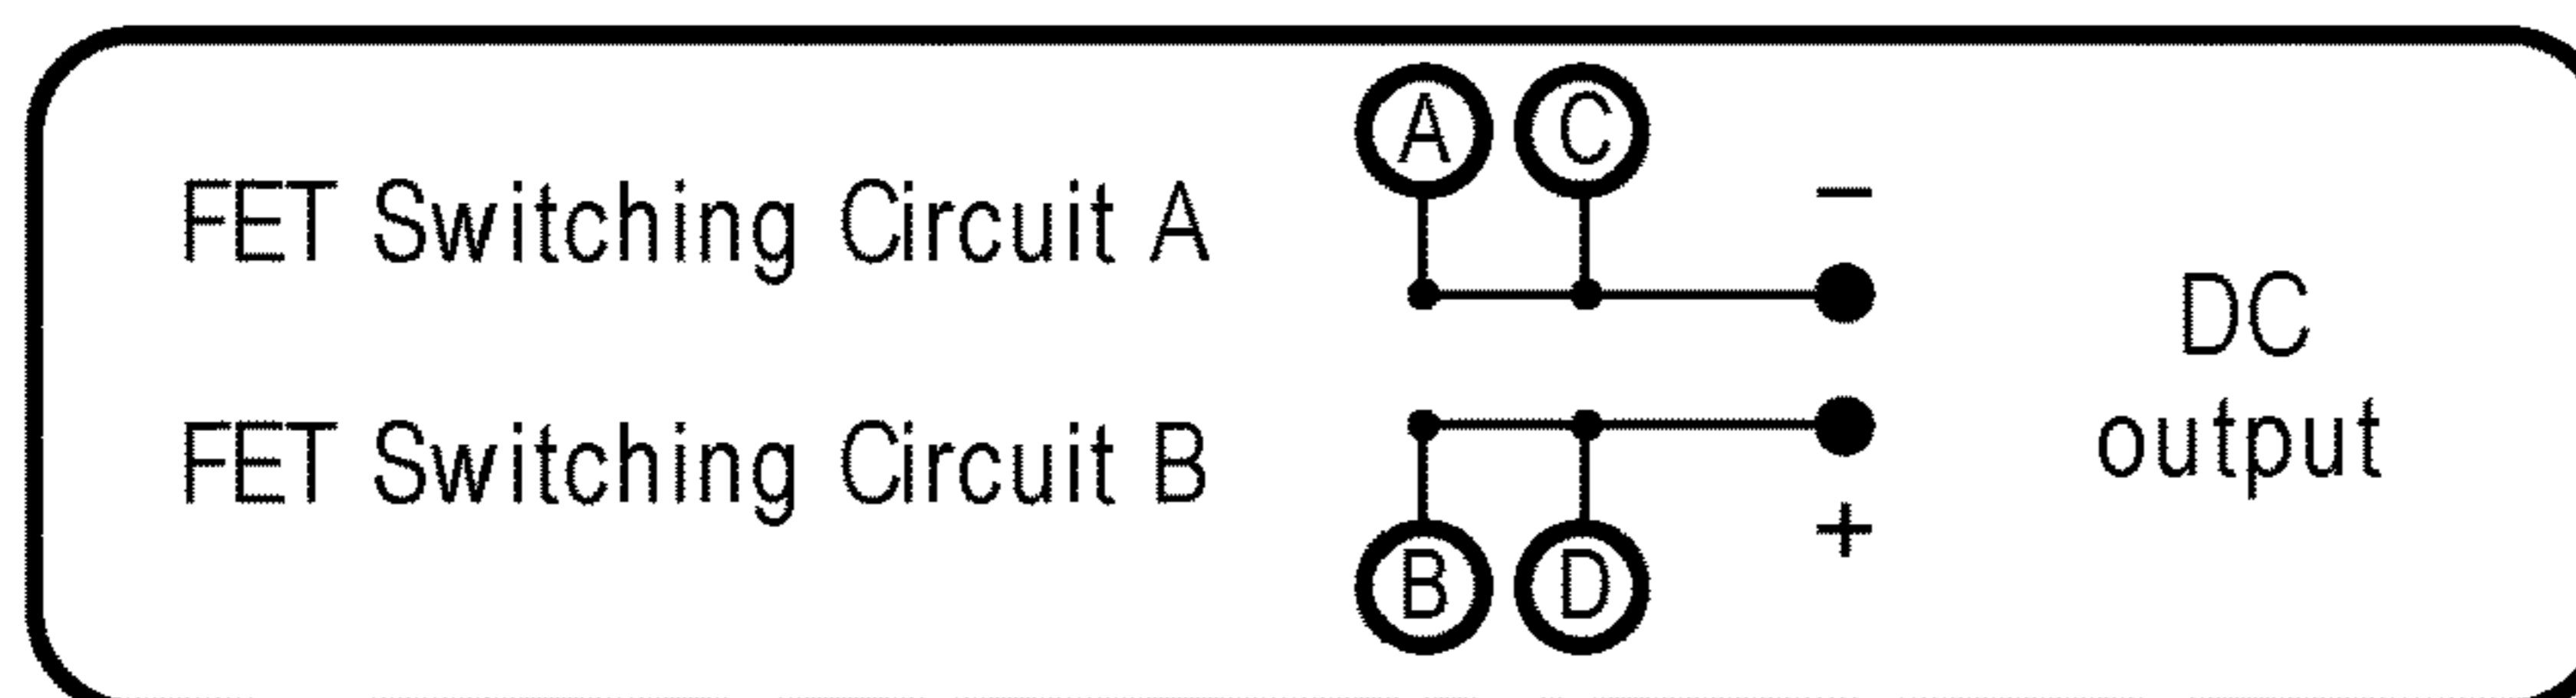 A C
FET Switching Circuit A
−
DC
output
FET Switching Circuit B
+
B D